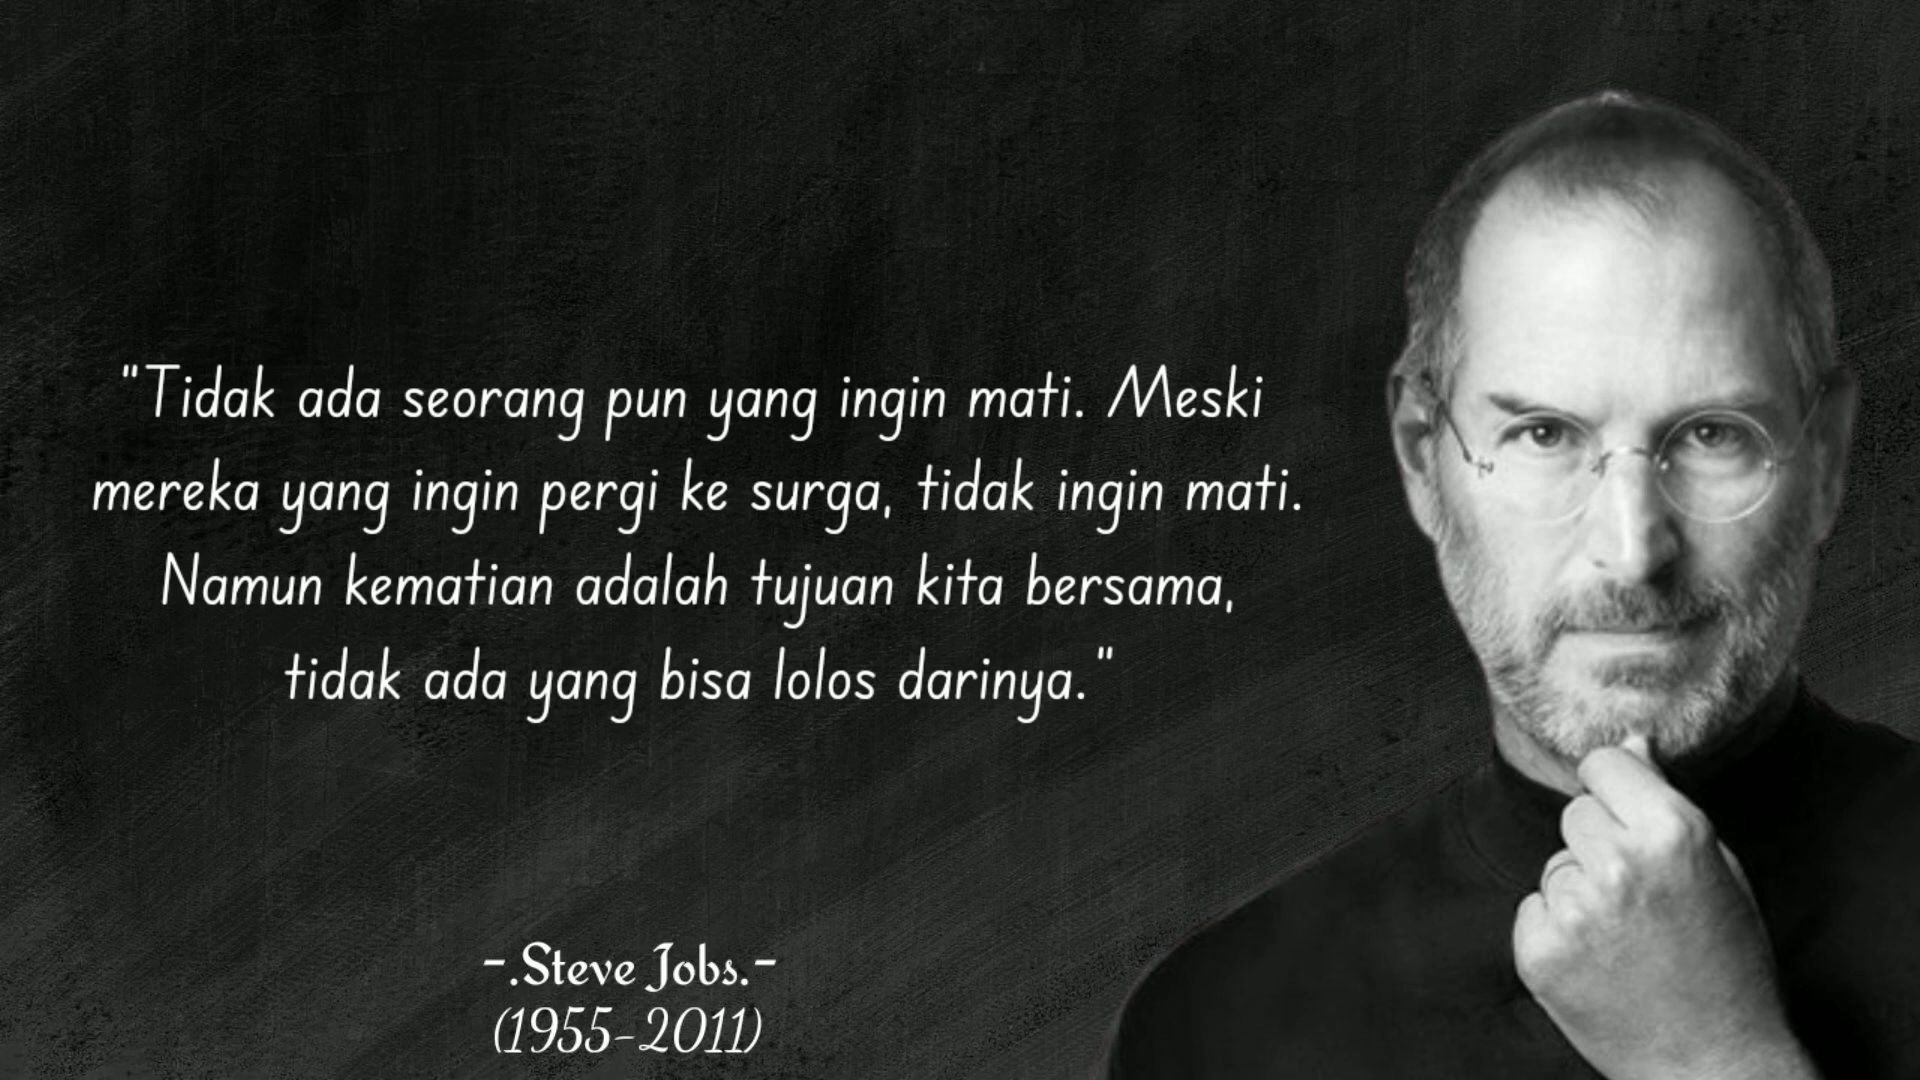 "Tidak ada seorang pun yang ingin mati. Meski
mereka yang ingin pergi ke surga, tidak ingin mati.
Namun kematian adalah tujuan kita bersama,
tidak ada yang bisa lolos darinya."
-.Steve Jobs.-
(1955-2011)